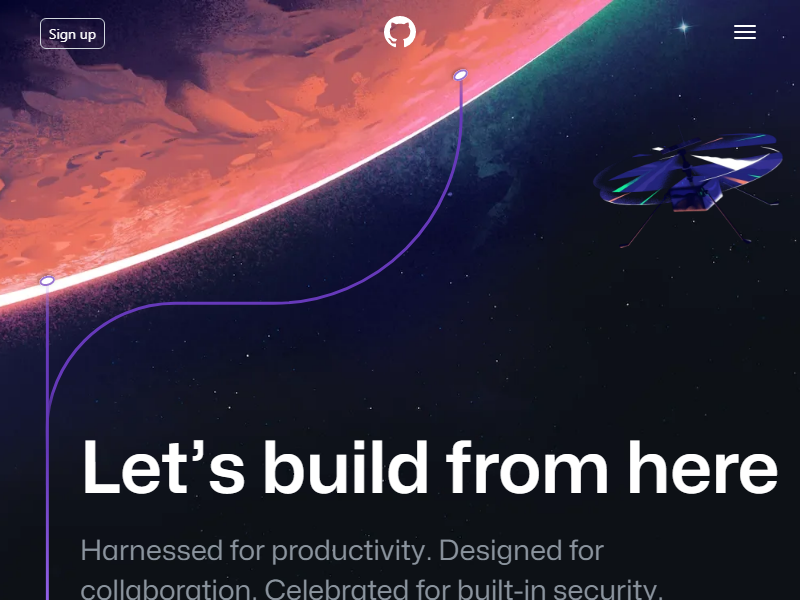 Sign up
Let’s build from here
Harnessed for productivity. Designed for
collaboration. Celebrated for built-in security.